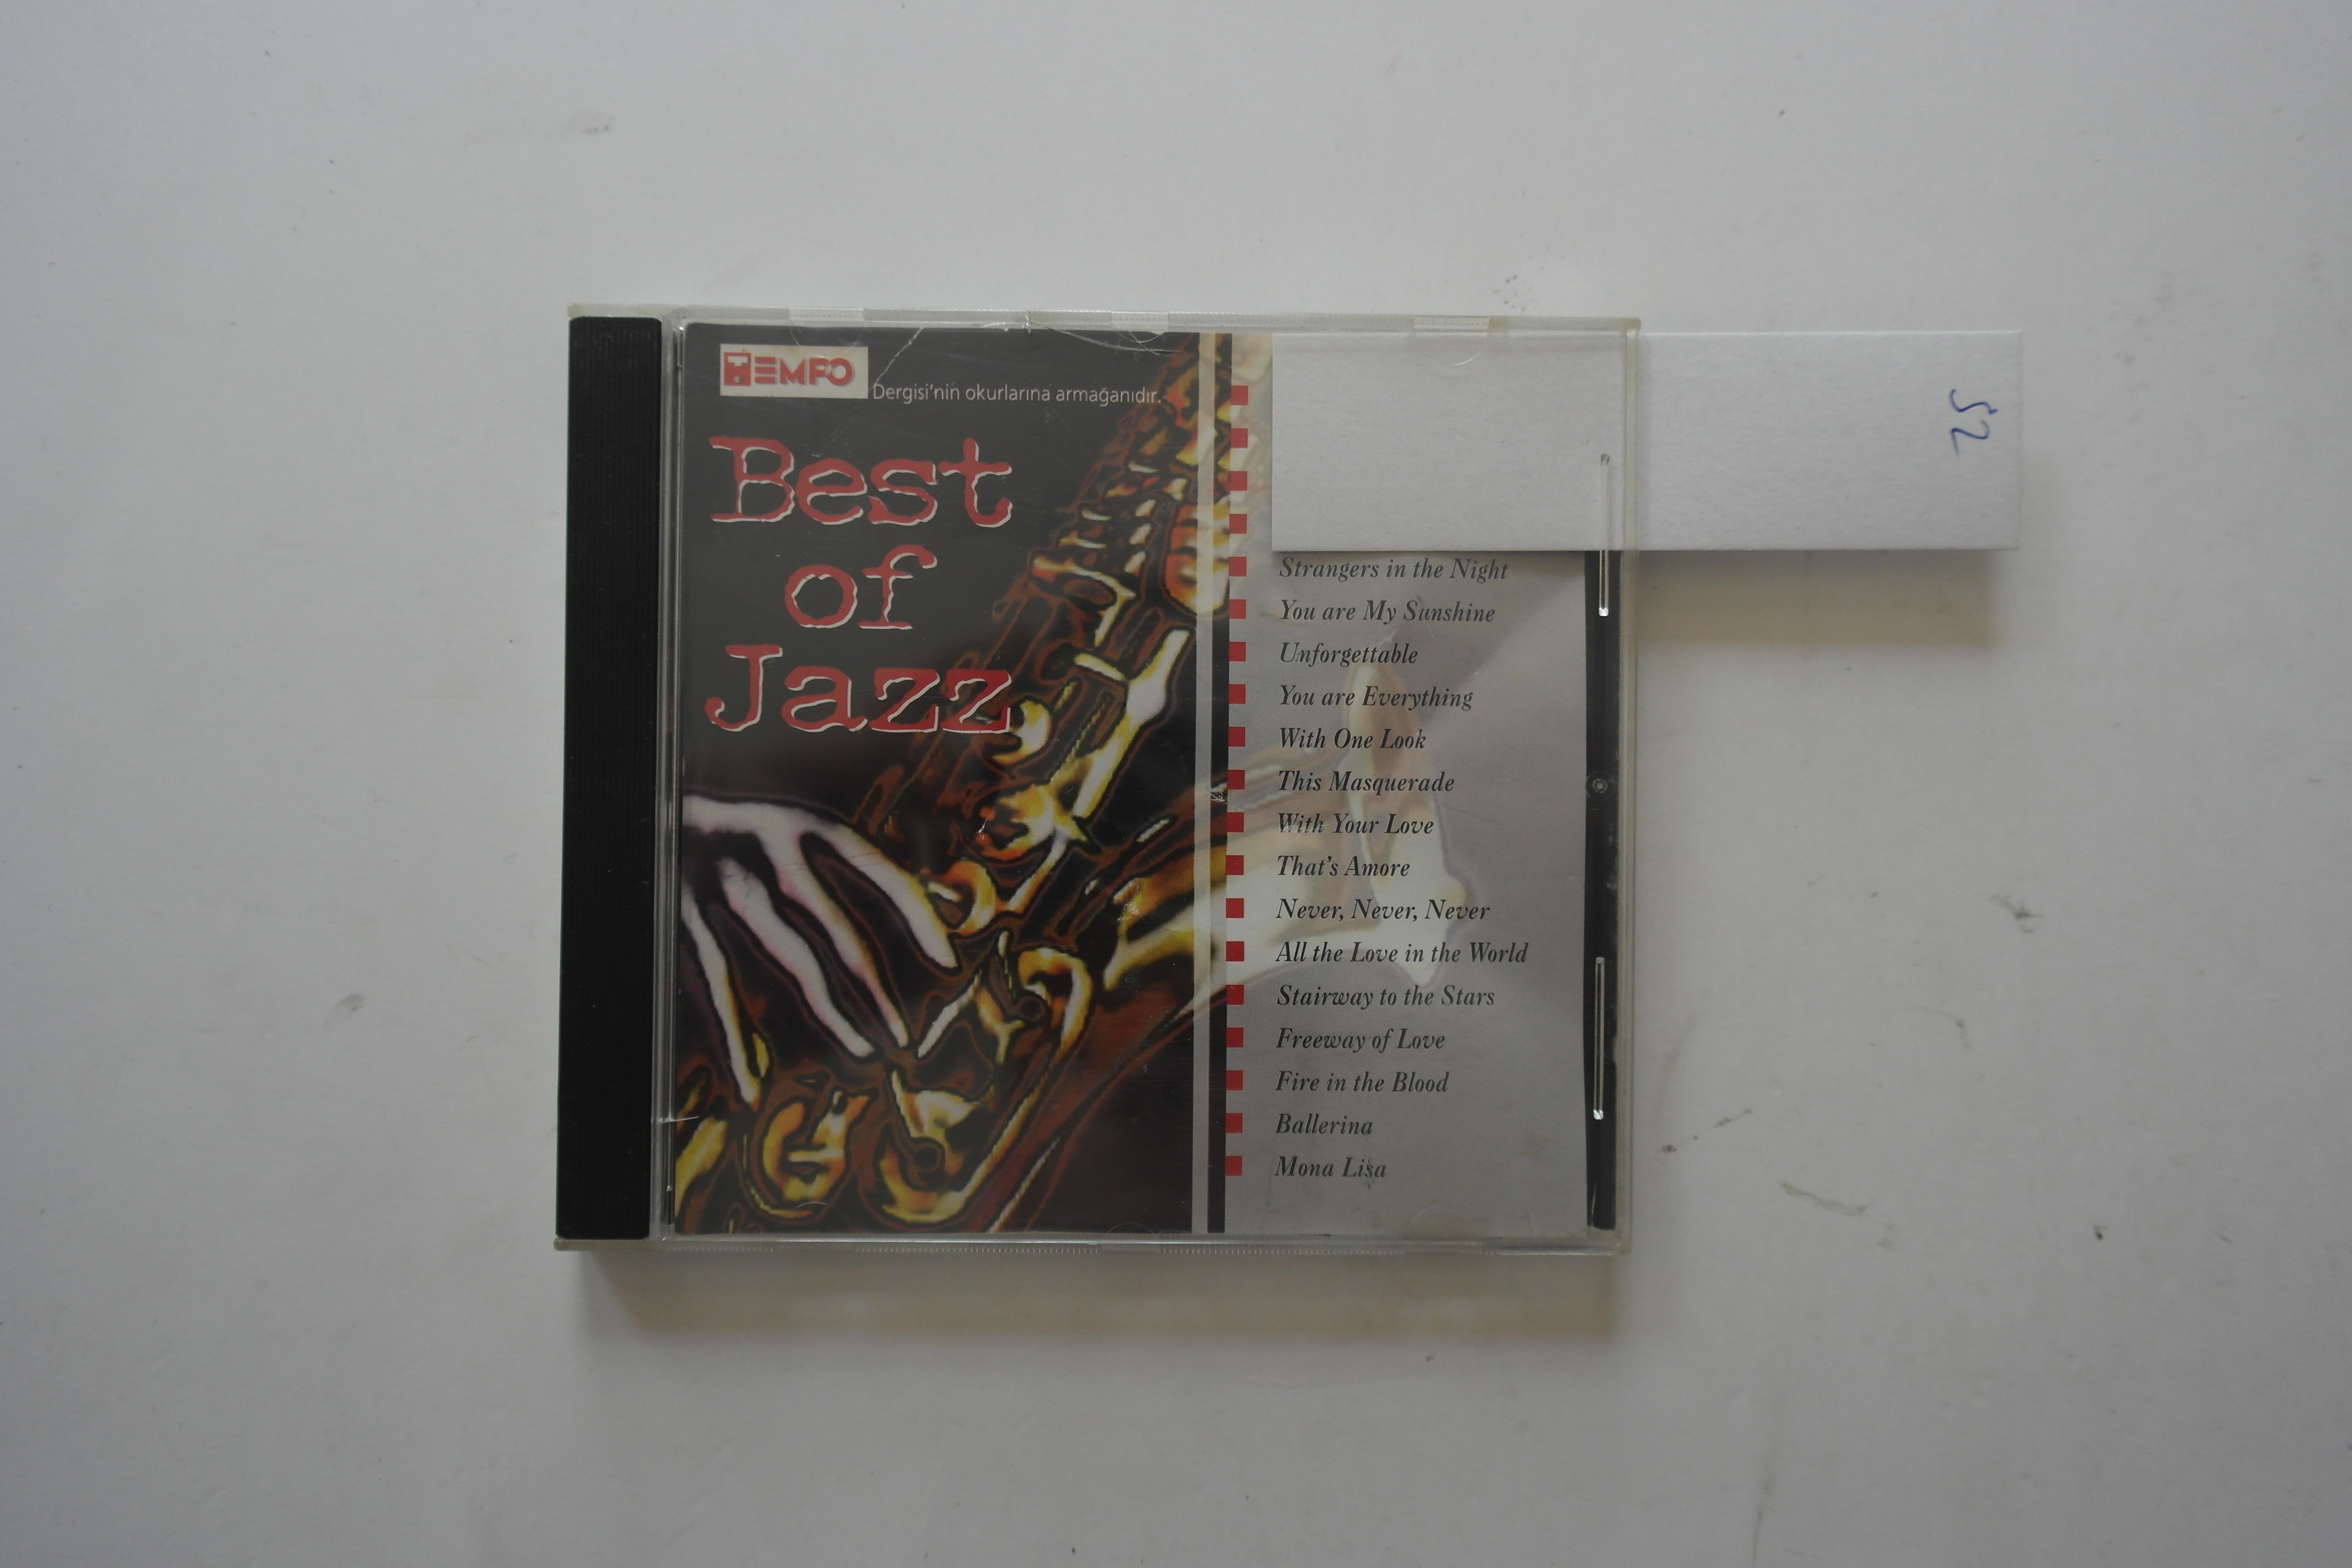 TEMPO
Dergisi'nin okurlarına armağanıdır.
Best
of
Jazz
Strangers in the Night
You are My Sunshine
Unforgettable
You are Everything
With One Look
This Masquerade
With Your Love
That's Amore
Never, Never, Never
All the Love in the World
Stairway to the Stars
Freeway of Love
Fire in the Blood
Ballerina
Mona Lisa
52